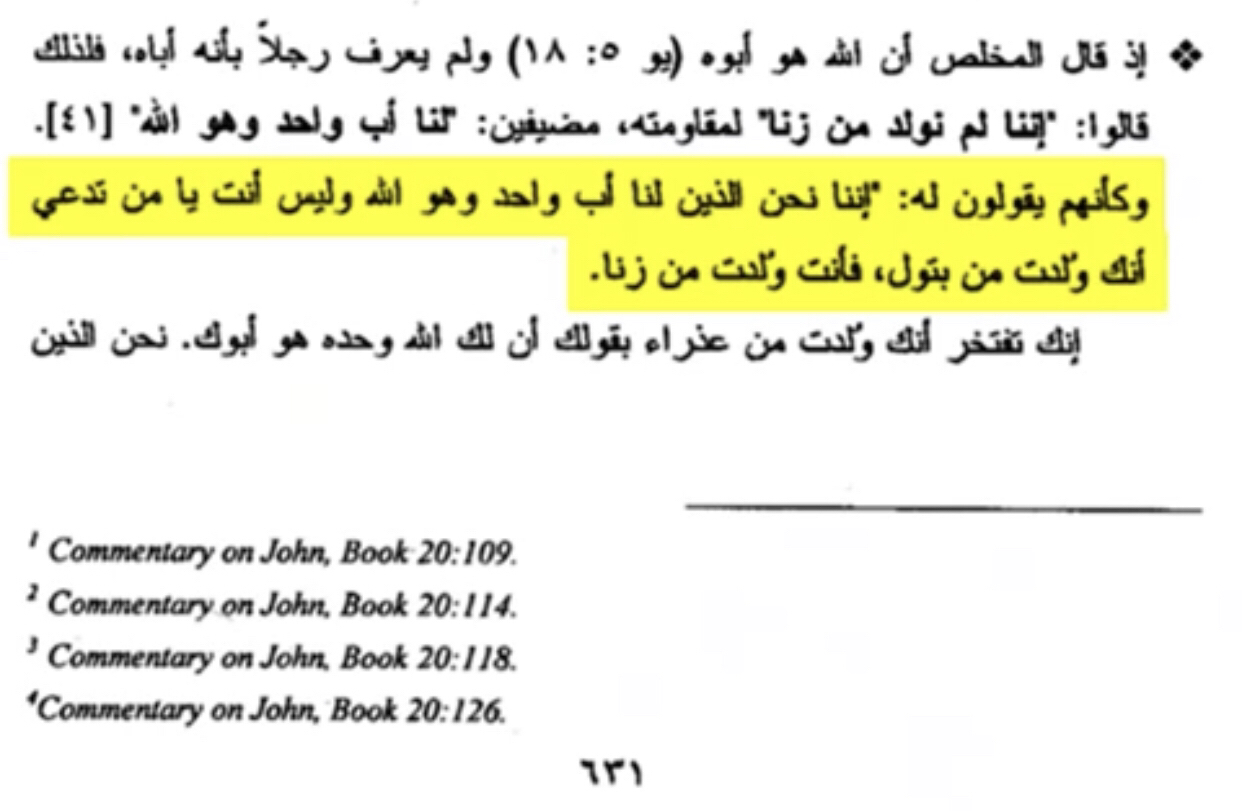 ❖ إذ قال المخلص أن الله هو أبوه (يو ٥: ١٨) ولم يعرف رجلاً بأنه أباه، فلذلك
قالوا: "إننا لم نولد من زنا" لمقاومته، مضيفين: "لنا أب واحد وهو الله" [٤١].
وكأنهم يقولون له: "إننا نحن الذين لنا أب واحد وهو الله وليس أنت يا من تدعي
أنك وُلدت من بتول، فأنت وُلدت من زنا.
إنك تفتخر أنك وُلدت من عذراء بقولك أن لك الله وحده هو أبوك. نحن الذين
¹ Commentary on John, Book 20:109.
² Commentary on John, Book 20:114.
³ Commentary on John, Book 20:118.
⁴Commentary on John, Book 20:126.
٦٣١